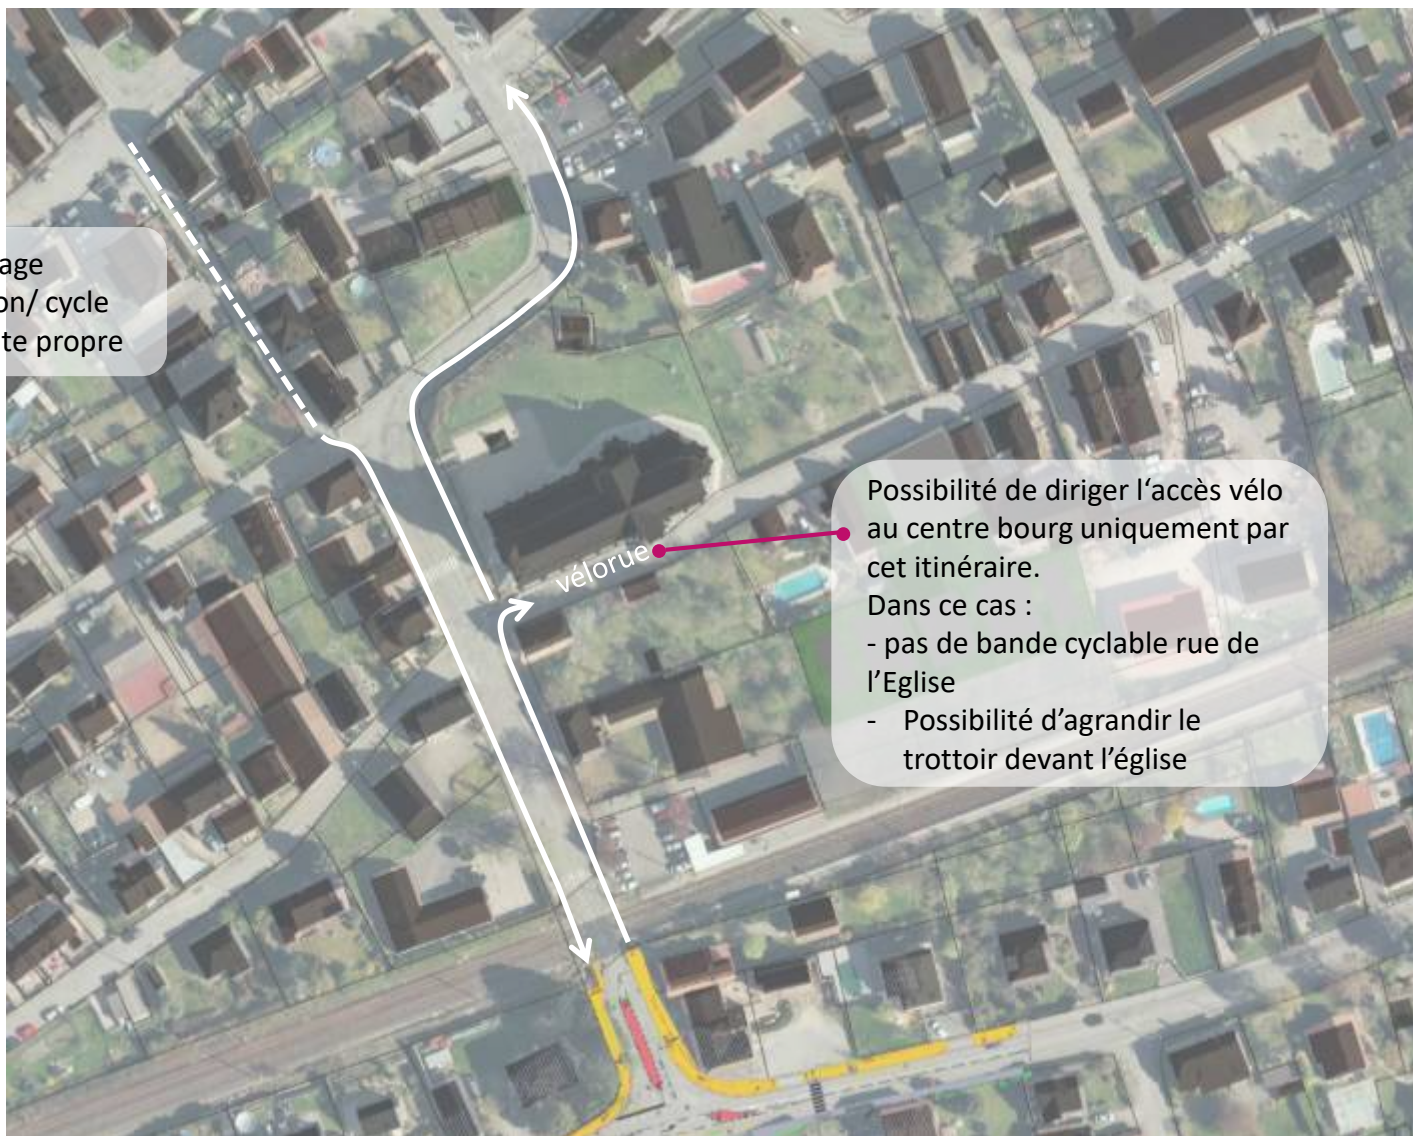 age
on/ cycle
te propre
vélorue
Possibilité de diriger l‘accès vélo
au centre bourg uniquement par
cet itinéraire.
Dans ce cas :
- pas de bande cyclable rue de
l’Eglise
- Possibilité d’agrandir le
trottoir devant l’église